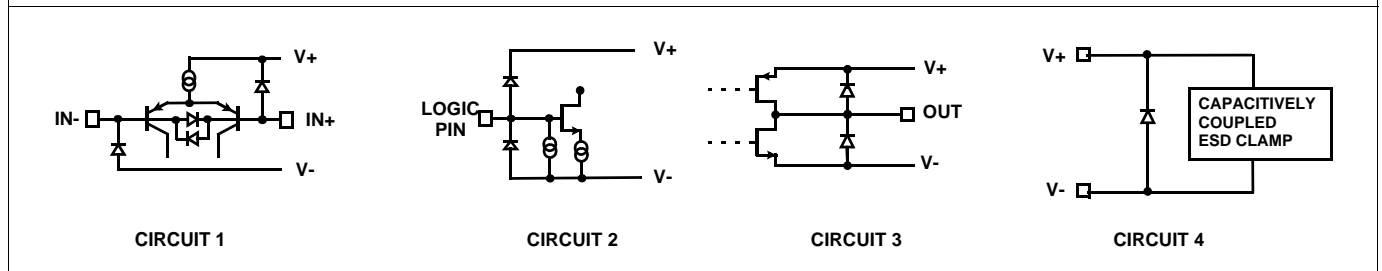 V+
IN-
IN+
V-
CIRCUIT 1
V+
LOGIC
PIN
V-
CIRCUIT 2
V+
OUT
V-
CIRCUIT 3
V+
CAPACITIVELY
COUPLED
ESD CLAMP
V-
CIRCUIT 4